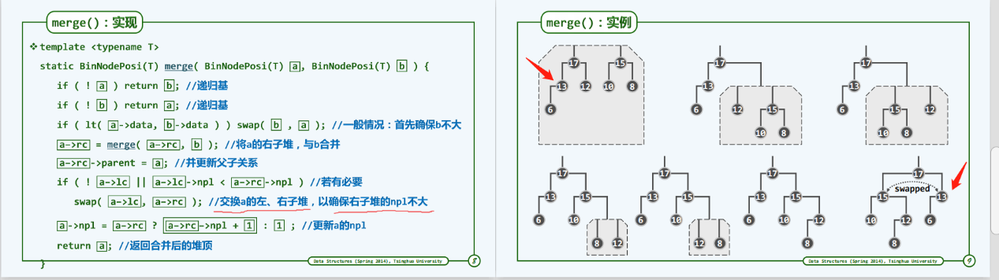 merge()：实现
❖ template <typename T>
static BinNodePosi(T) merge( BinNodePosi(T) a, BinNodePosi(T) b ) {
if ( ! a ) return b; //递归基
if ( ! b ) return a; //递归基
if ( lt( a->data, b->data ) ) swap( b , a ); //一般情况：首先确保b不大
a->rc = merge( a->rc, b ); //将a的右子堆，与b合并
a->rc->parent = a; //并更新父子关系
if ( ! a->lc || a->lc->npl < a->rc->npl ) //若有必要
swap( a->lc, a->rc ); //交换a的左、右子堆，以确保右子堆的npl不大
a->npl = a->rc ? a->rc->npl + 1 : 1 ; //更新a的npl
return a; //返回合并后的堆顶
}
Data Structures (Spring 2014), Tsinghua University
8
merge()：实例
17 15
13 12 10 8
6
17
13
6 12 15
10 8
17
13
6 15 12
10 8
17
13 15
6 10
8 12
17
13 15
6 10
12 8
17
13 15
6 10 12
8
17
swapped
15 13
10 12 6
8
Data Structures (Spring 2014), Tsinghua University
9